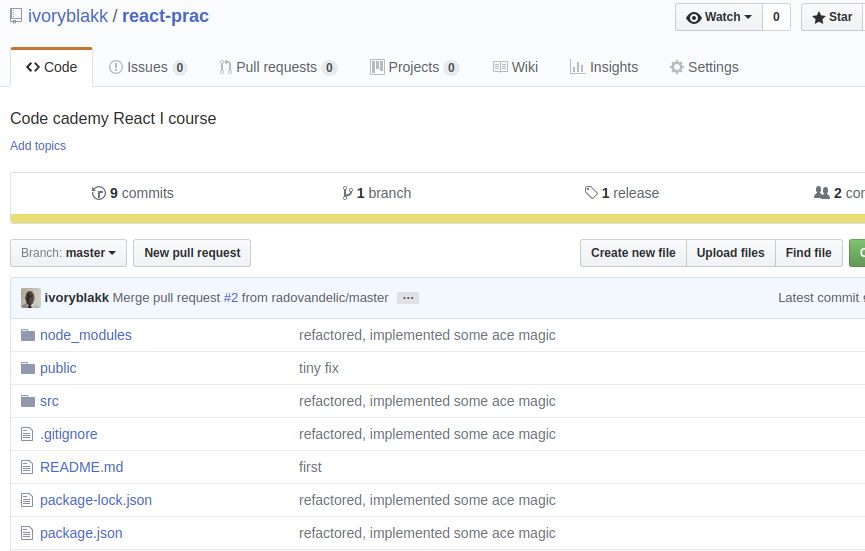 ivoryblakk / react-prac Watch 0 Star
Code Issues 0 Pull requests 0 Projects 0 Wiki Insights Settings
Code cademy React I course
Add topics
9 commits 1 branch 1 release 2
Branch: master New pull request Create new file Upload files Find file
ivoryblakk Merge pull request #2 from radovandelic/master ... Latest commit
node_modules refactored, implemented some ace magic
public tiny fix
src refactored, implemented some ace magic
.gitignore refactored, implemented some ace magic
README.md first
package-lock.json refactored, implemented some ace magic
package.json refactored, implemented some ace magic